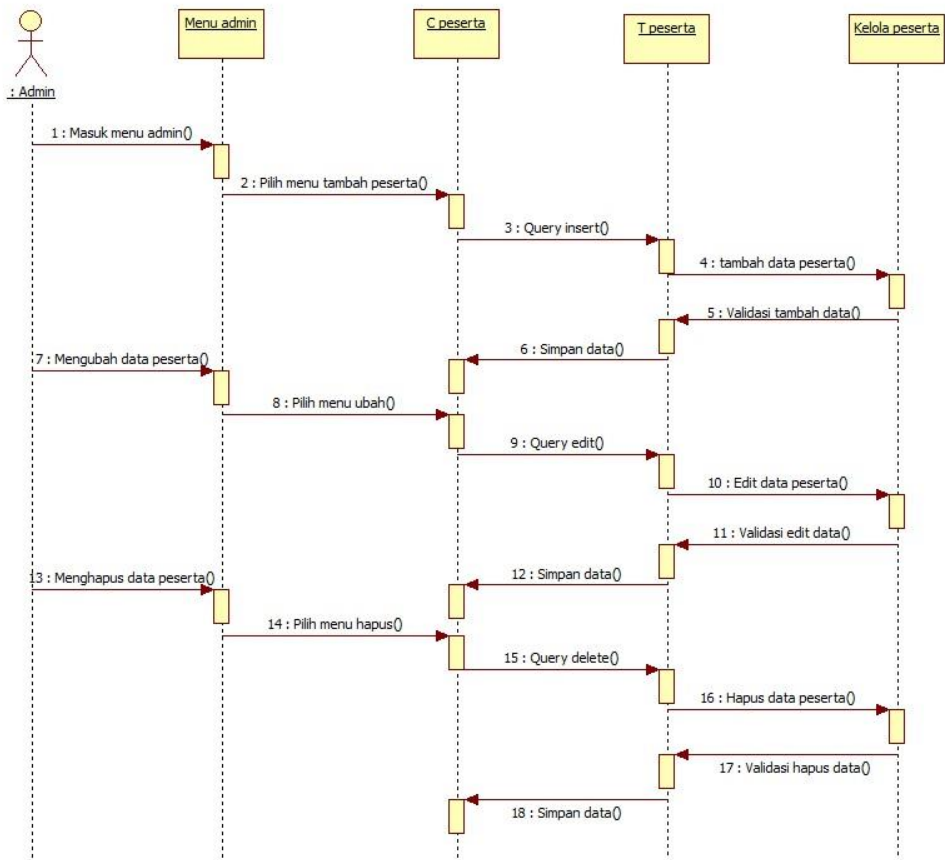 Menu admin
C peserta
T peserta
Kelola peserta
: Admin
1 : Masuk menu admin()
2 : Pilih menu tambah peserta()
3 : Query insert()
4 : tambah data peserta()
5 : Validasi tambah data()
6 : Simpan data()
7 : Mengubah data peserta()
8 : Pilih menu ubah()
9 : Query edit()
10 : Edit data peserta()
11 : Validasi edit data()
12 : Simpan data()
13 : Menghapus data peserta()
14 : Pilih menu hapus()
15 : Query delete()
16 : Hapus data peserta()
17 : Validasi hapus data()
18 : Simpan data()